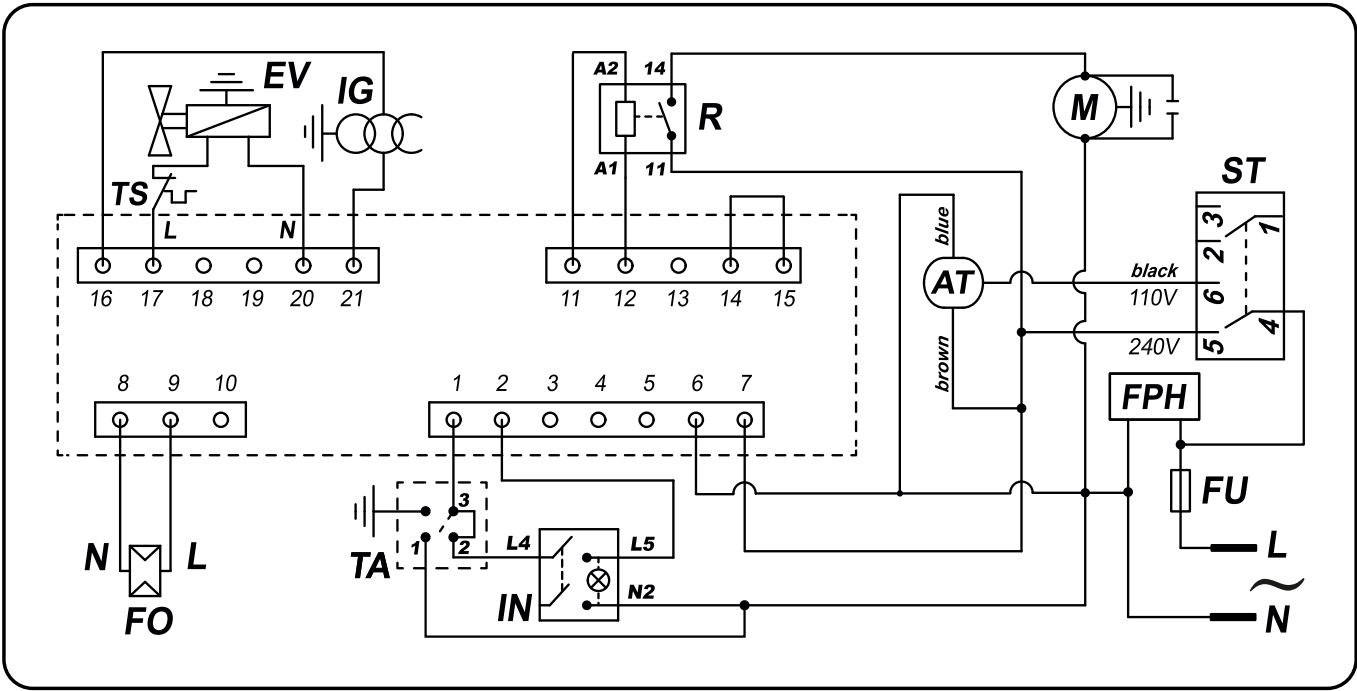 EV
IG
A2
14
M
R
A1
11
ST
TS
L
N
blue
3
1
2
AT
black
110V
6
4
240V
5
16 17 18 19 20 21
11 12 13 14 15
brown
8 9 10
1 2 3 4 5 6 7
FPH
FU
3
1
2
TA
L4
L5
N
L
L
IN
N2
FO
~
N